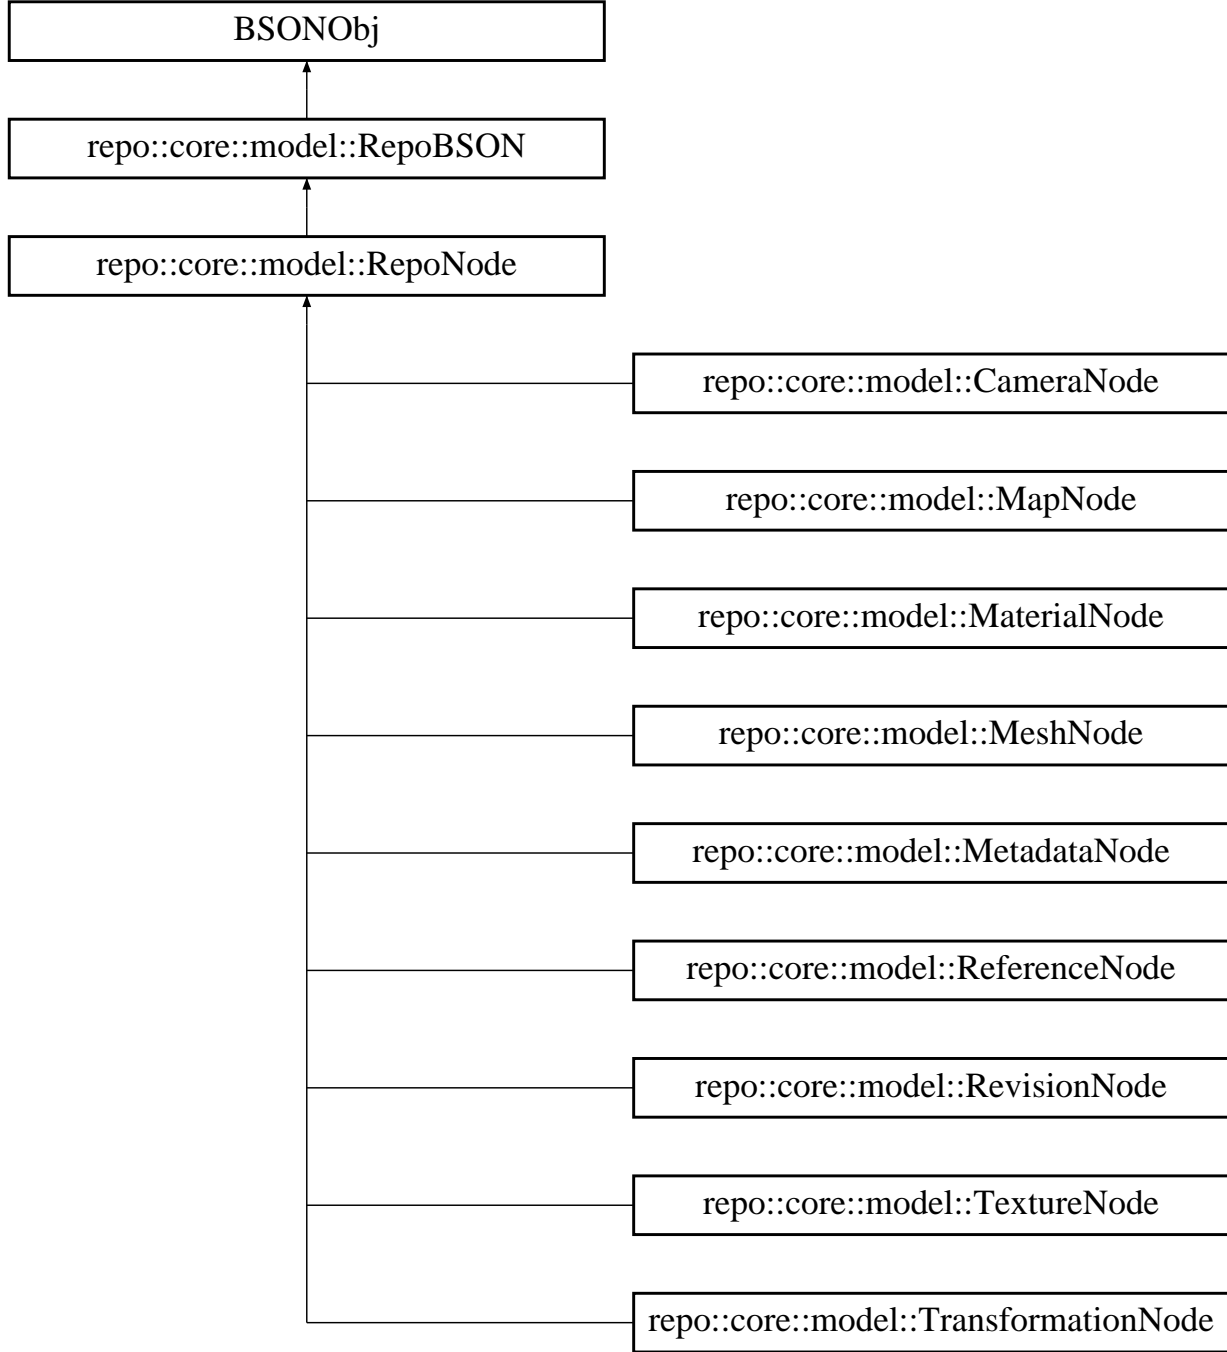 BSONObj
repo::core::model::RepoBSON
repo::core::model::RepoNode
repo::core::model::CameraNode
repo::core::model::MapNode
repo::core::model::MaterialNode
repo::core::model::MeshNode
repo::core::model::MetadataNode
repo::core::model::ReferenceNode
repo::core::model::RevisionNode
repo::core::model::TextureNode
repo::core::model::TransformationNode